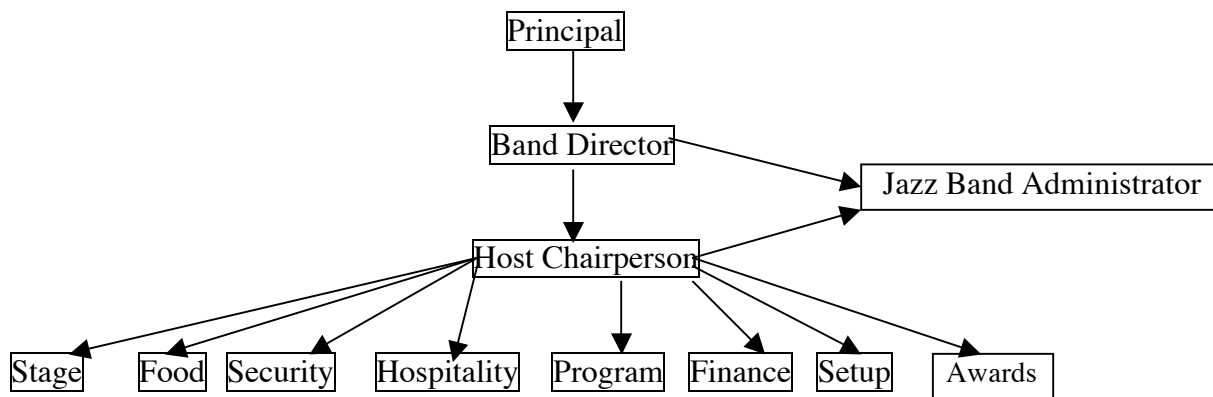 Principal
Band Director
Jazz Band Administrator
Host Chairperson
Stage
Food
Security
Hospitality
Program
Finance
Setup
Awards